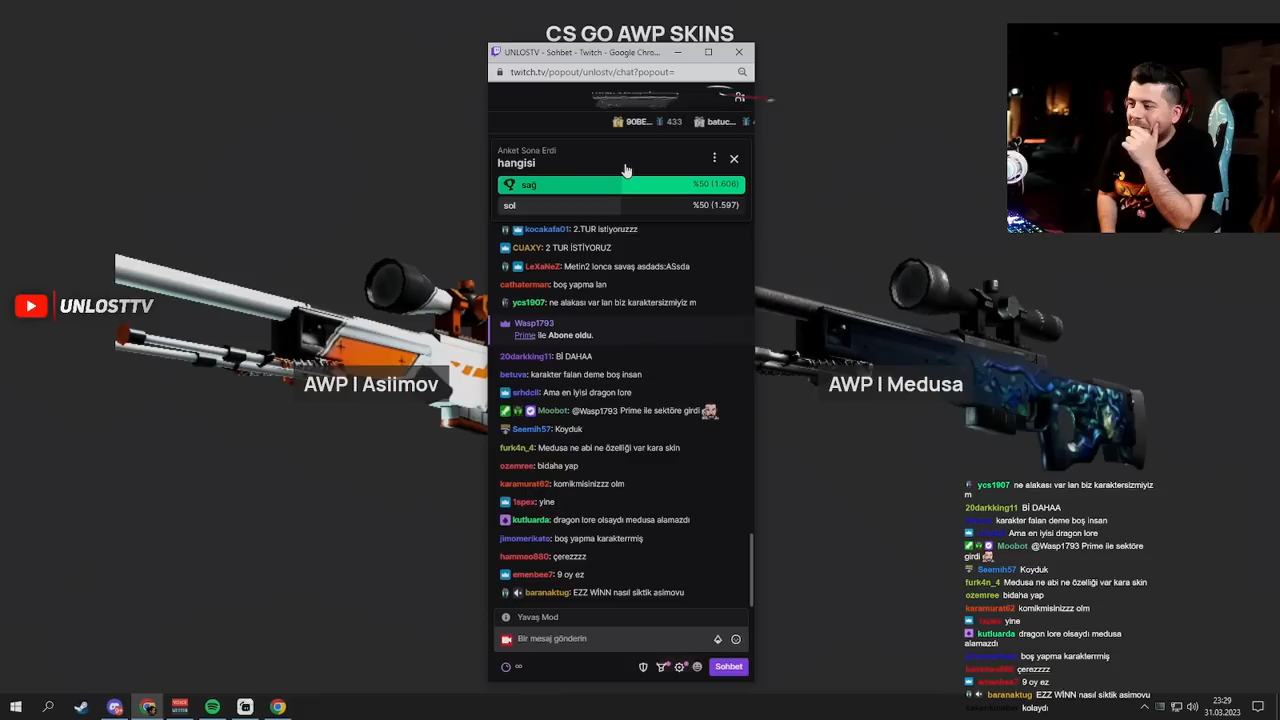 CS GO AWP SKINS
UNLOSTV - Sohbet - Twitch - Google Chro...
twitch.tv/popout/unlostv/chat?popout=
90BE... 433 batuc...
Anket Sona Erdi
hangisi
sağ %50 (1.606)
sol %50 (1.597)
kocakafa01: 2.TUR istiyoruzzz
CUAXY: 2 TUR İSTİYORUZ
LeXaNeZ: Metin2 lonca savaş asdads:ASsda
cathaterman: boş yapma lan
ycs1907: ne alakası var lan biz karaktersizmiyiz m
Wasp1793
Prime ile Abone oldu.
20darkking11: Bİ DAHAA
betuva: karakter falan deme boş insan
srhdcil: Ama en iyisi dragon lore
Moobot: @Wasp1793 Prime ile sektöre girdi
Seemih57: Koyduk
furk4n_4: Medusa ne abi ne özelliği var kara skin
ozemree: bidaha yap
karamurat62: komikmisinizzz olm
1spex: yine
kutluarda: dragon lore olsaydı medusa alamazdı
jimomerikato: boş yapma karakterrmiş
hammeo880: çerezzzz
emenbee7: 9 oy ez
baranaktug: EZZ WİNN nasıl siktik asimovu
Yavaş Mod
Bir mesaj gönderin
Sohbet
UNLOSTTV
AWP | Asiimov
AWP | Medusa
ycs1907 ne alakası var lan biz karaktersizmiyiz
m
20darkking11 Bİ DAHAA
karakter falan deme boş insan
Ama en iyisi dragon lore
Moobot @Wasp1793 Prime ile sektöre
girdi
Seemih57 Koyduk
furk4n_4 Medusa ne abi ne özelliği var kara skin
ozemree bidaha yap
karamurat62 komikmisinizzz olm
1spex yine
kutluarda dragon lore olsaydı medusa
alamazdı
boş yapma karakterrmiş
hammeo880 çerezzzz
emenbee7 9 oy ez
baranaktug EZZ WİNN nasıl siktik asimovu
kolaydı
23:29
31.03.2023